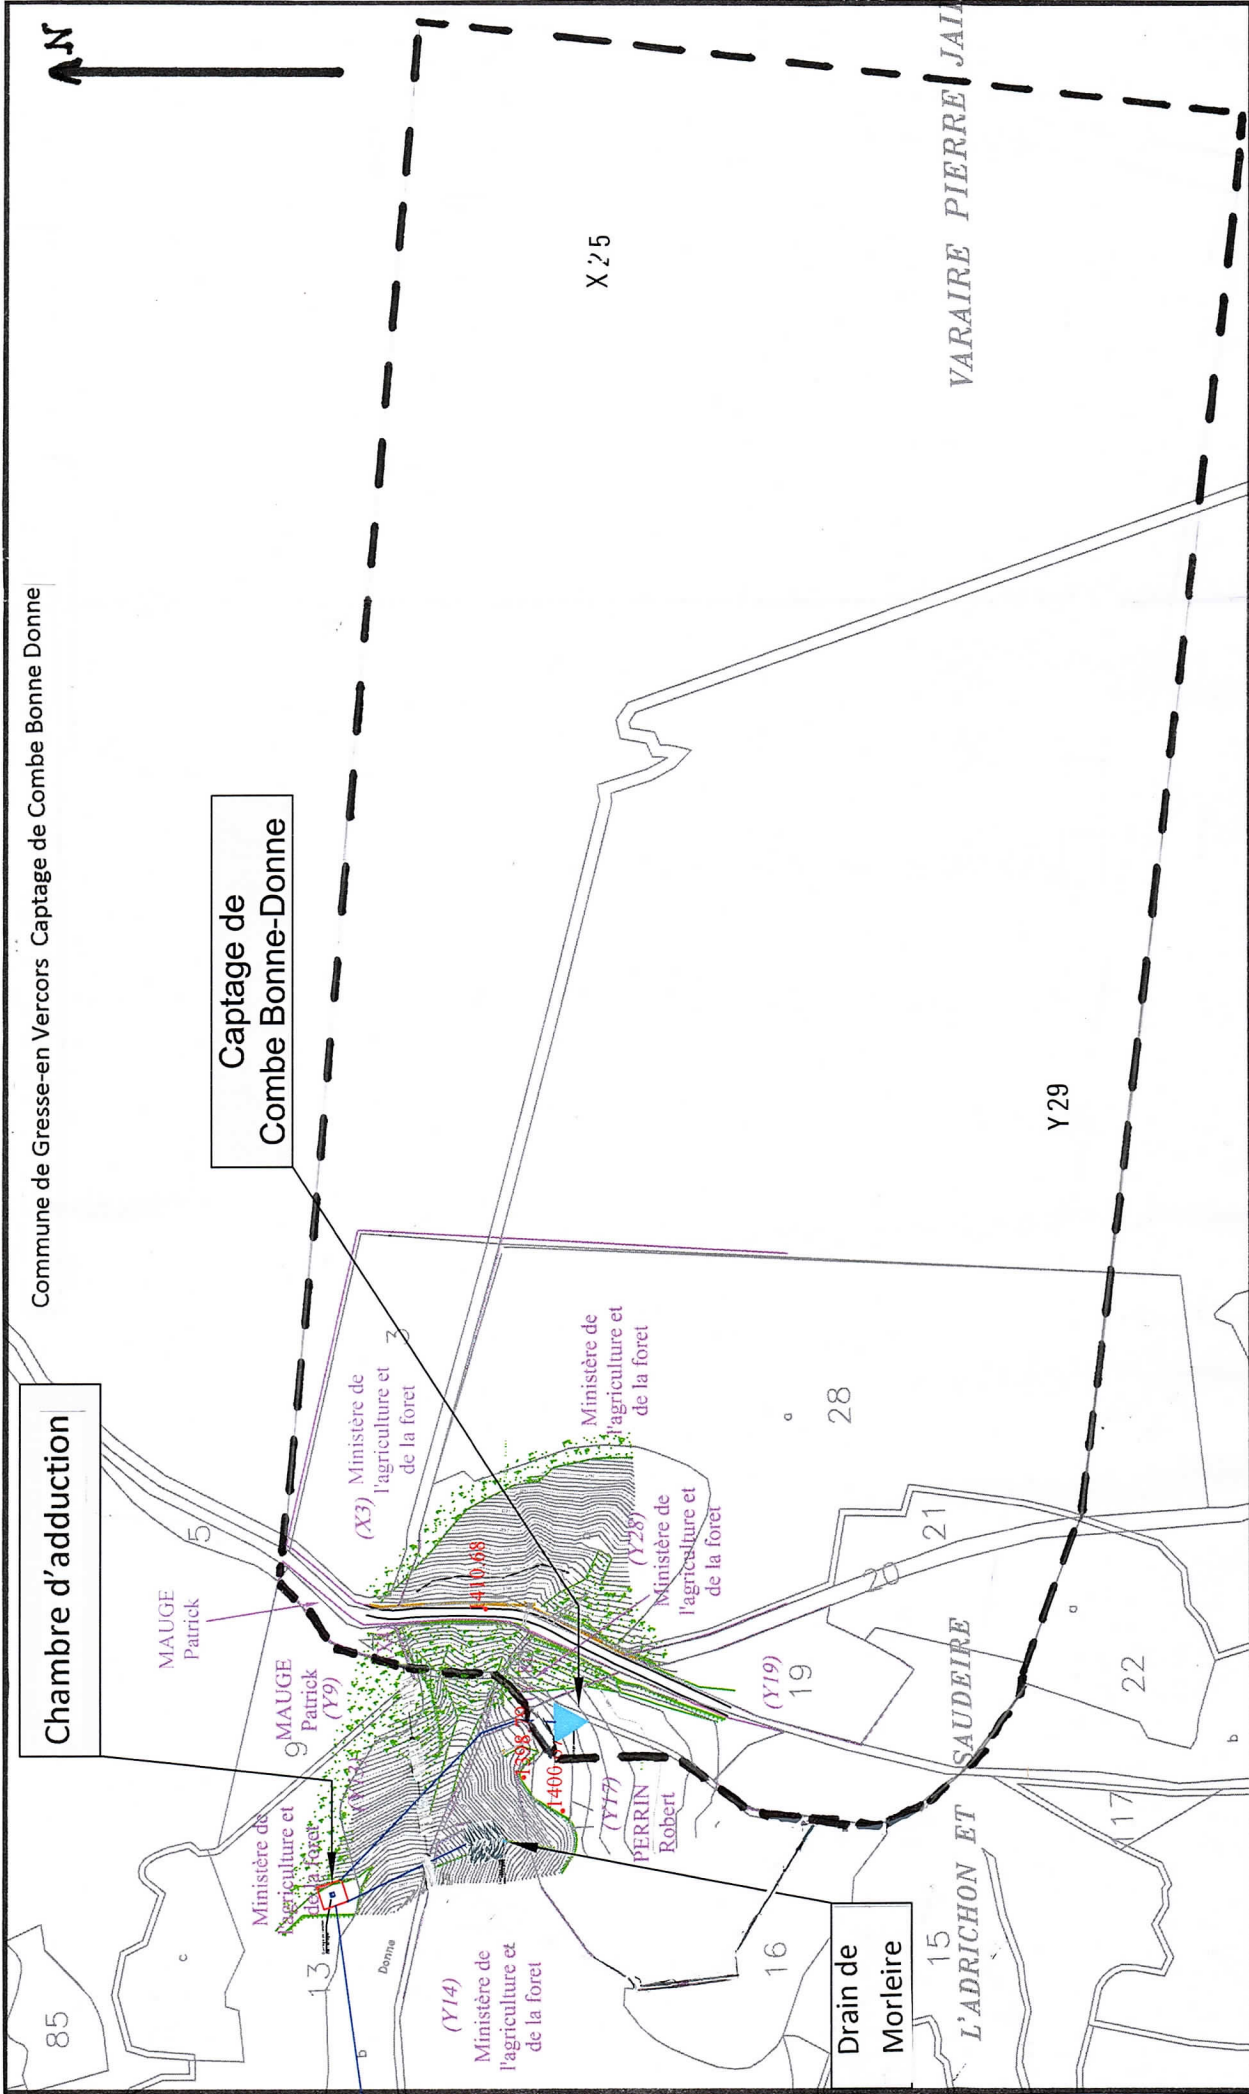 Commune de Gresse-en Vercors Captage de Combe Bonne Donne
N
Chambre d'adduction
Captage de
Combe Bonne-Donne
MAUGE
Patrick
5
(X3) Ministère de
l'agriculture et
de la foret
3
85
c
9
MAUGE
Patrick
(Y9)
Ministère de
l'agriculture et
de la foret
13
b
Donne
(Y14)
Ministère de
l'agriculture et
de la foret
1410.68
Ministère de
l'agriculture et
de la foret
(Y28)
Ministère de
l'agriculture et
de la foret
X 25
(Y17)
PERRIN
Robert
(Y19)
19
20
21
a
28
Drain de
Morleire
16
15
17
22
a
b
Y 29
L'ADRICHON ET SAUDEIRE
VARAIRE PIERRE